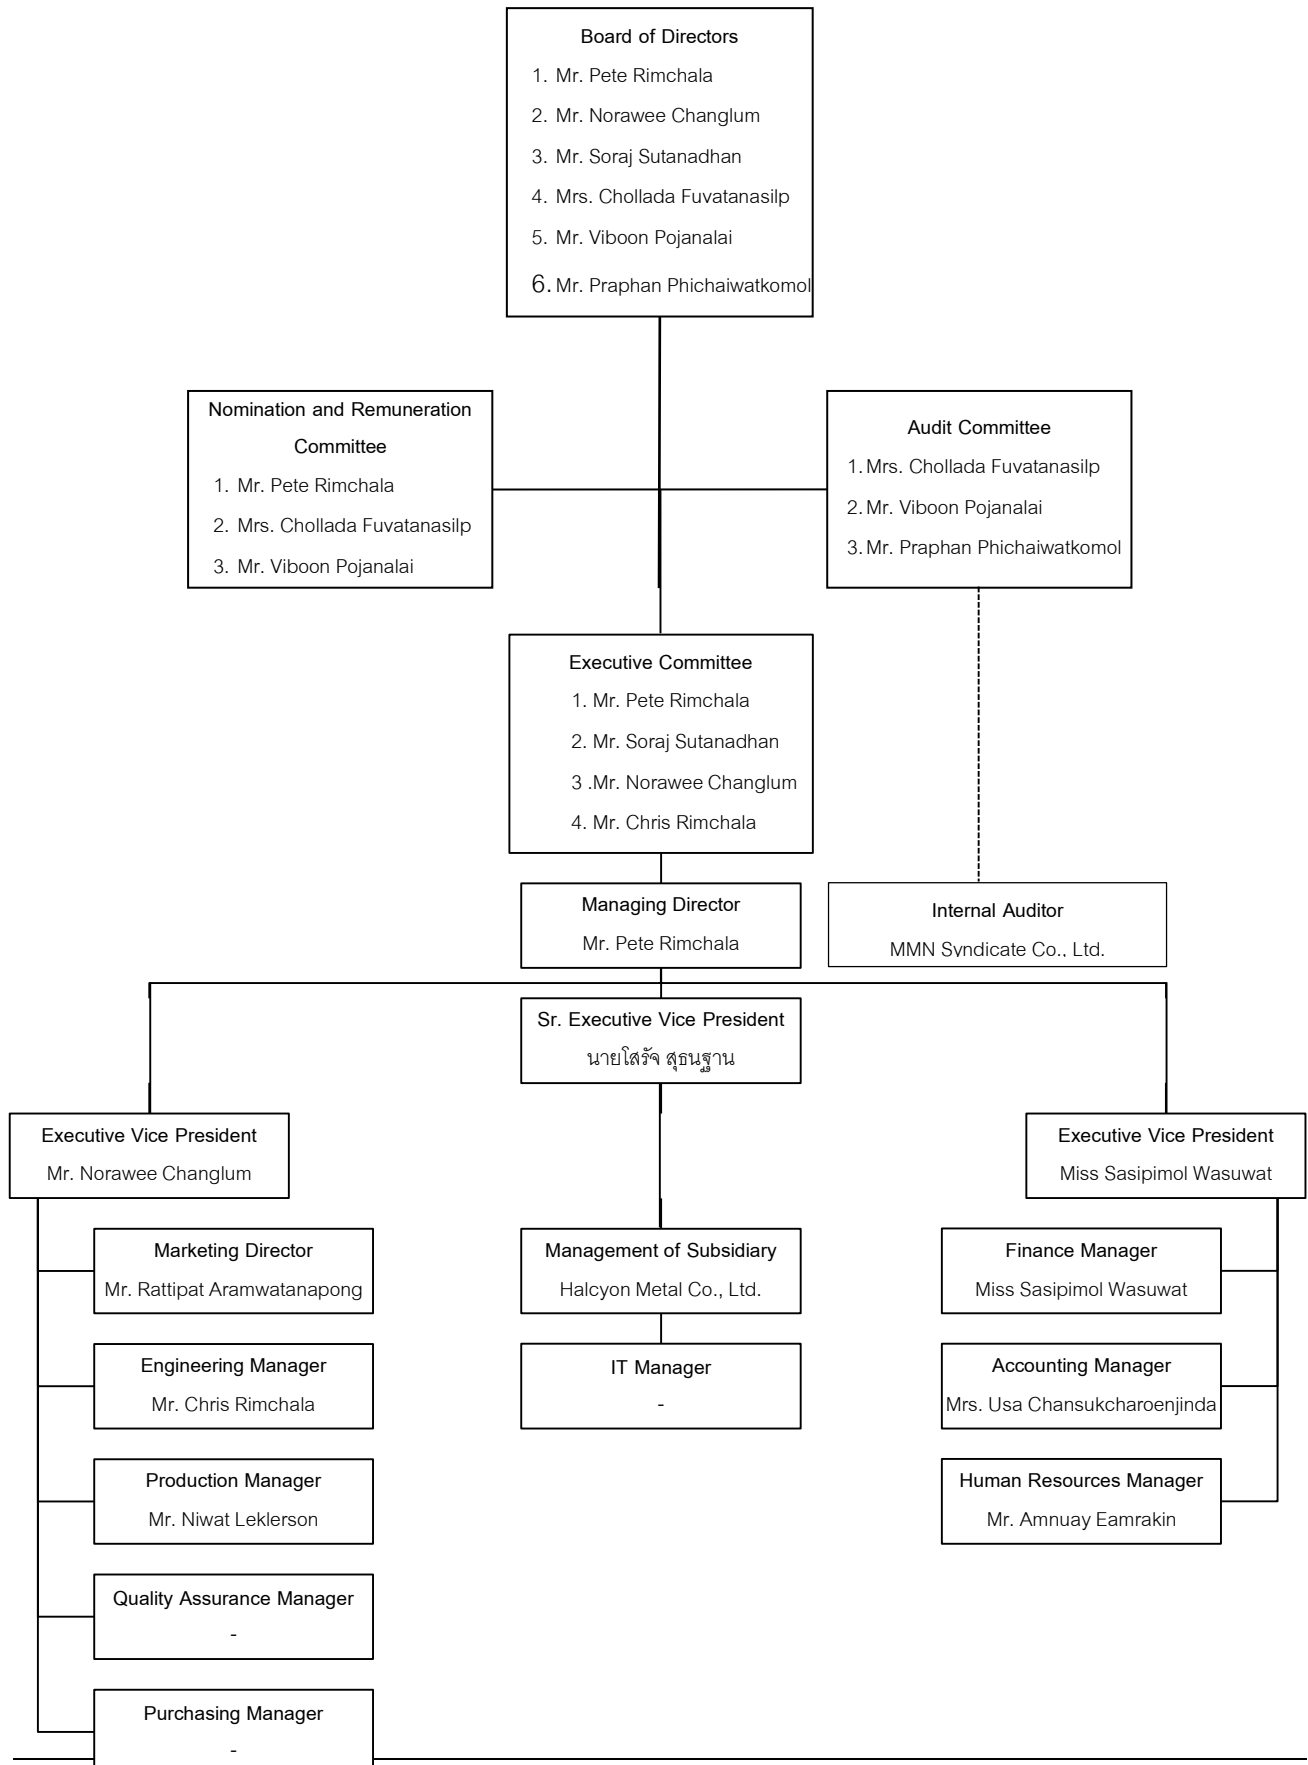 Board of Directors
1. Mr. Pete Rimchala
2. Mr. Norawee Changlum
3. Mr. Soraj Sutanadhan
4. Mrs. Chollada Fuvatanasilp
5. Mr. Viboon Pojanalai
6. Mr. Praphan Phichaiwatkomol
Nomination and Remuneration
Committee
1. Mr. Pete Rimchala
2. Mrs. Chollada Fuvatanasilp
3. Mr. Viboon Pojanalai
Audit Committee
1. Mrs. Chollada Fuvatanasilp
2. Mr. Viboon Pojanalai
3. Mr. Praphan Phichaiwatkomol
Executive Committee
1. Mr. Pete Rimchala
2. Mr. Soraj Sutanadhan
3 .Mr. Norawee Changlum
4. Mr. Chris Rimchala
Managing Director
Mr. Pete Rimchala
Internal Auditor
MMN Syndicate Co., Ltd.
Sr. Executive Vice President
นายโสรัจ สุธนฐาน
Executive Vice President
Mr. Norawee Changlum
Executive Vice President
Miss Sasipimol Wasuwat
Marketing Director
Mr. Rattipat Aramwatanapong
Management of Subsidiary
Halcyon Metal Co., Ltd.
Finance Manager
Miss Sasipimol Wasuwat
Engineering Manager
Mr. Chris Rimchala
IT Manager
-
Accounting Manager
Mrs. Usa Chansukcharoenjinda
Production Manager
Mr. Niwat Leklerson
Human Resources Manager
Mr. Amnuay Eamrakin
Quality Assurance Manager
-
Purchasing Manager
-